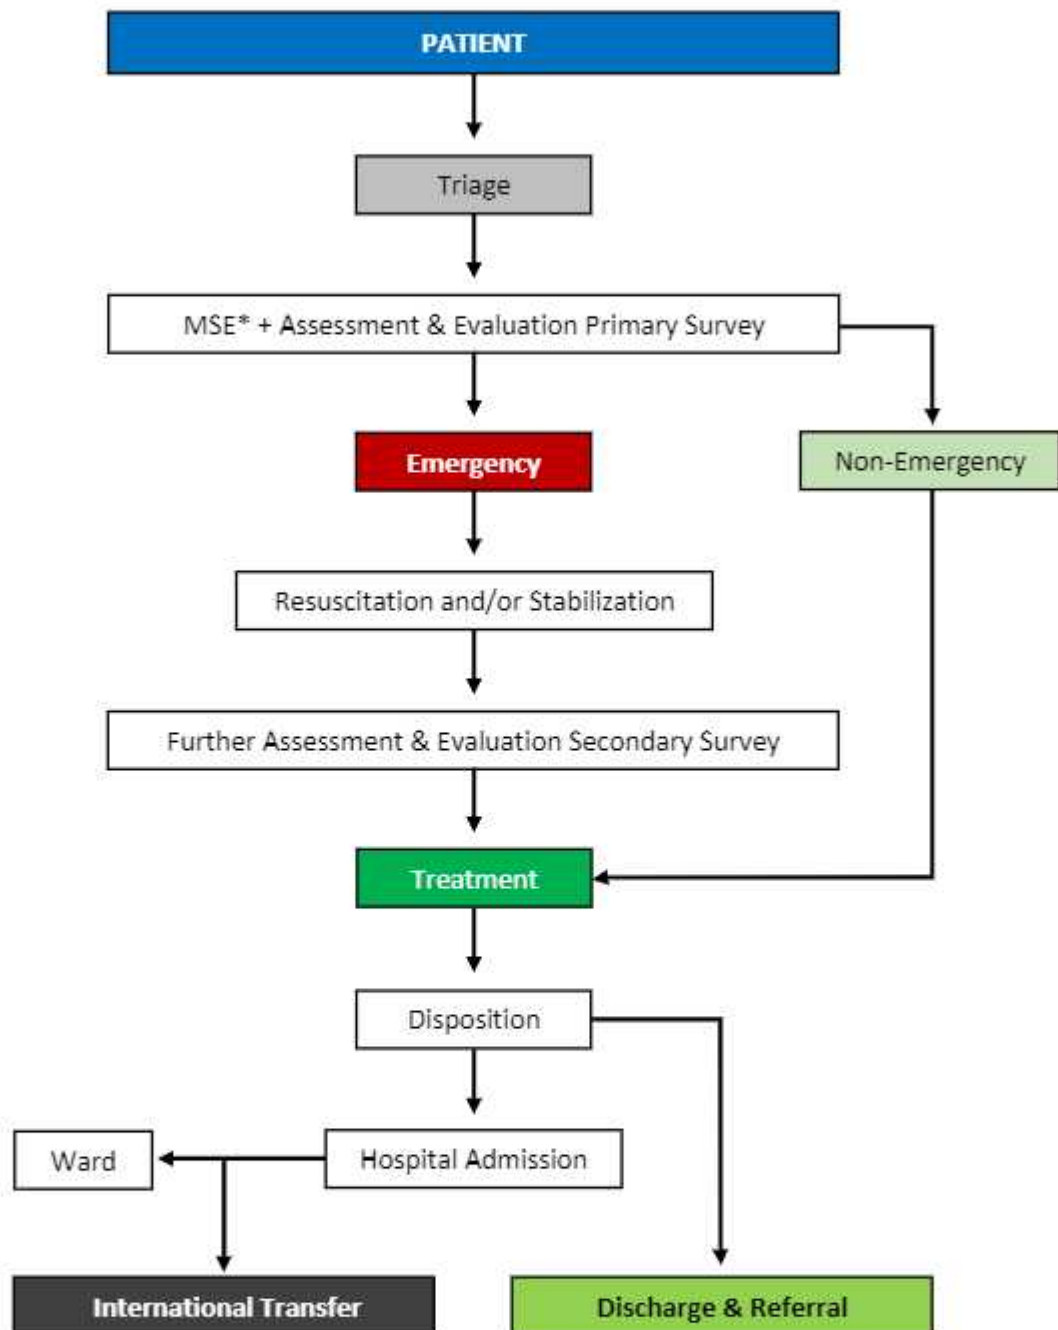 PATIENT
Triage
MSE* + Assessment & Evaluation Primary Survey
Emergency
Non-Emergency
Resuscitation and/or Stabilization
Further Assessment & Evaluation Secondary Survey
Treatment
Disposition
Ward
Hospital Admission
International Transfer
Discharge & Referral